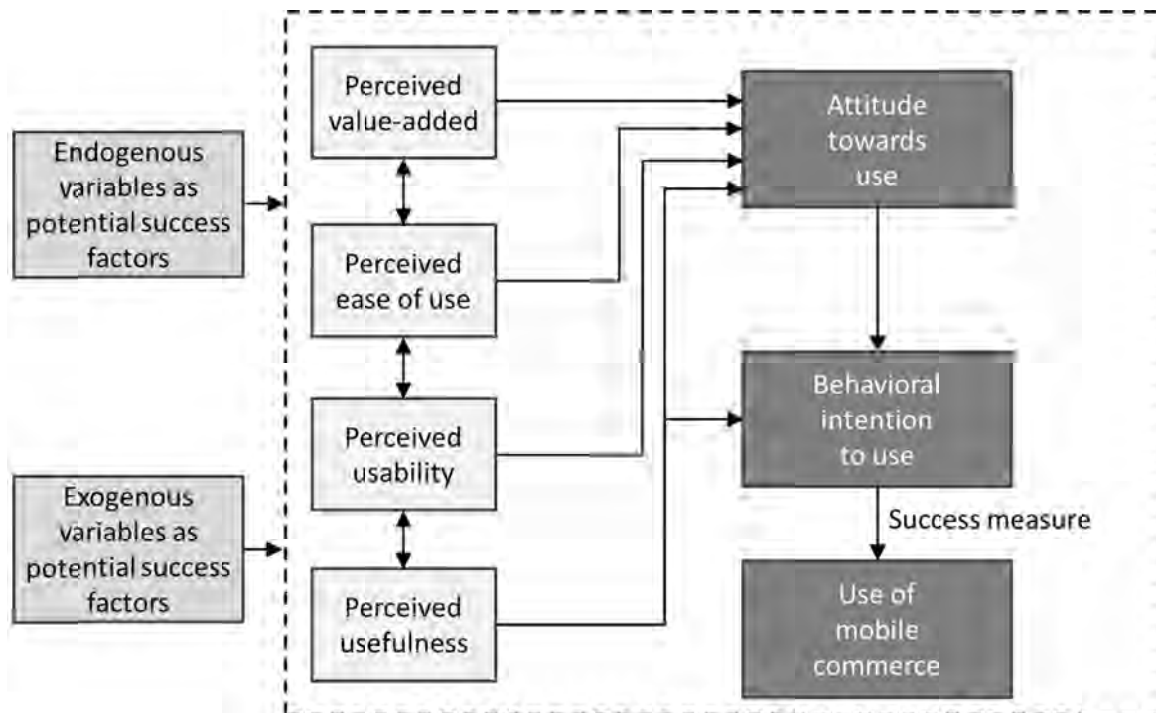 Endogenous
variables as
potential success
factors
Exogenous
variables as
potential success
factors
Perceived
value-added
Perceived
ease of use
Perceived
usability
Perceived
usefulness
Attitude
towards
use
Behavioral
intention
to use
Success measure
Use of
mobile
commerce